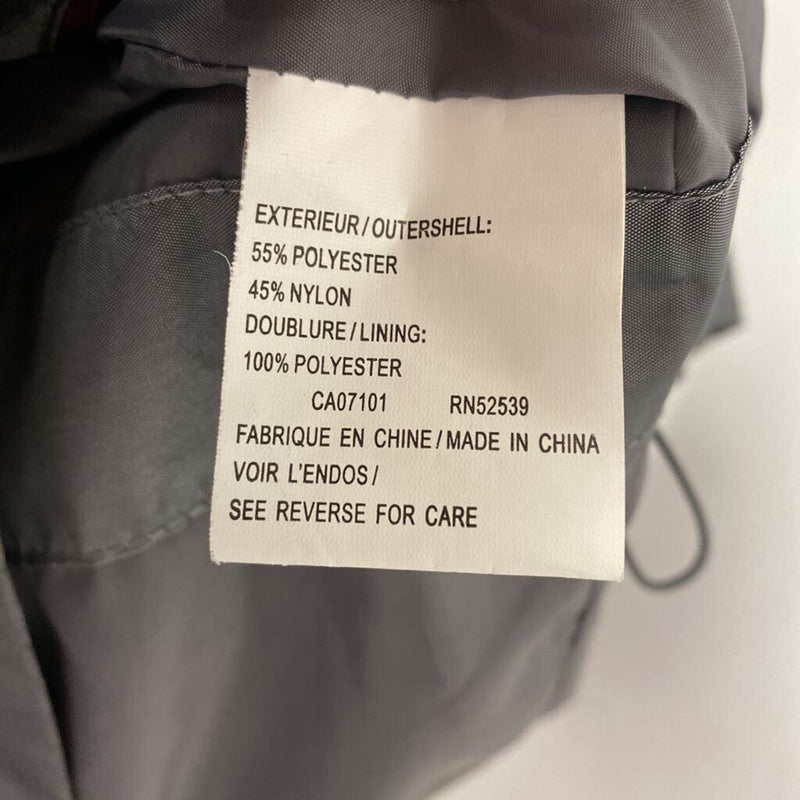 EXTERIEUR/OUTERSHELL:
55% POLYESTER
45% NYLON
DOUBLURE/LINING:
100% POLYESTER
CA07101 RN52539
FABRIQUE EN CHINE/MADE IN CHINA
VOIR L'ENDOS/
SEE REVERSE FOR CARE